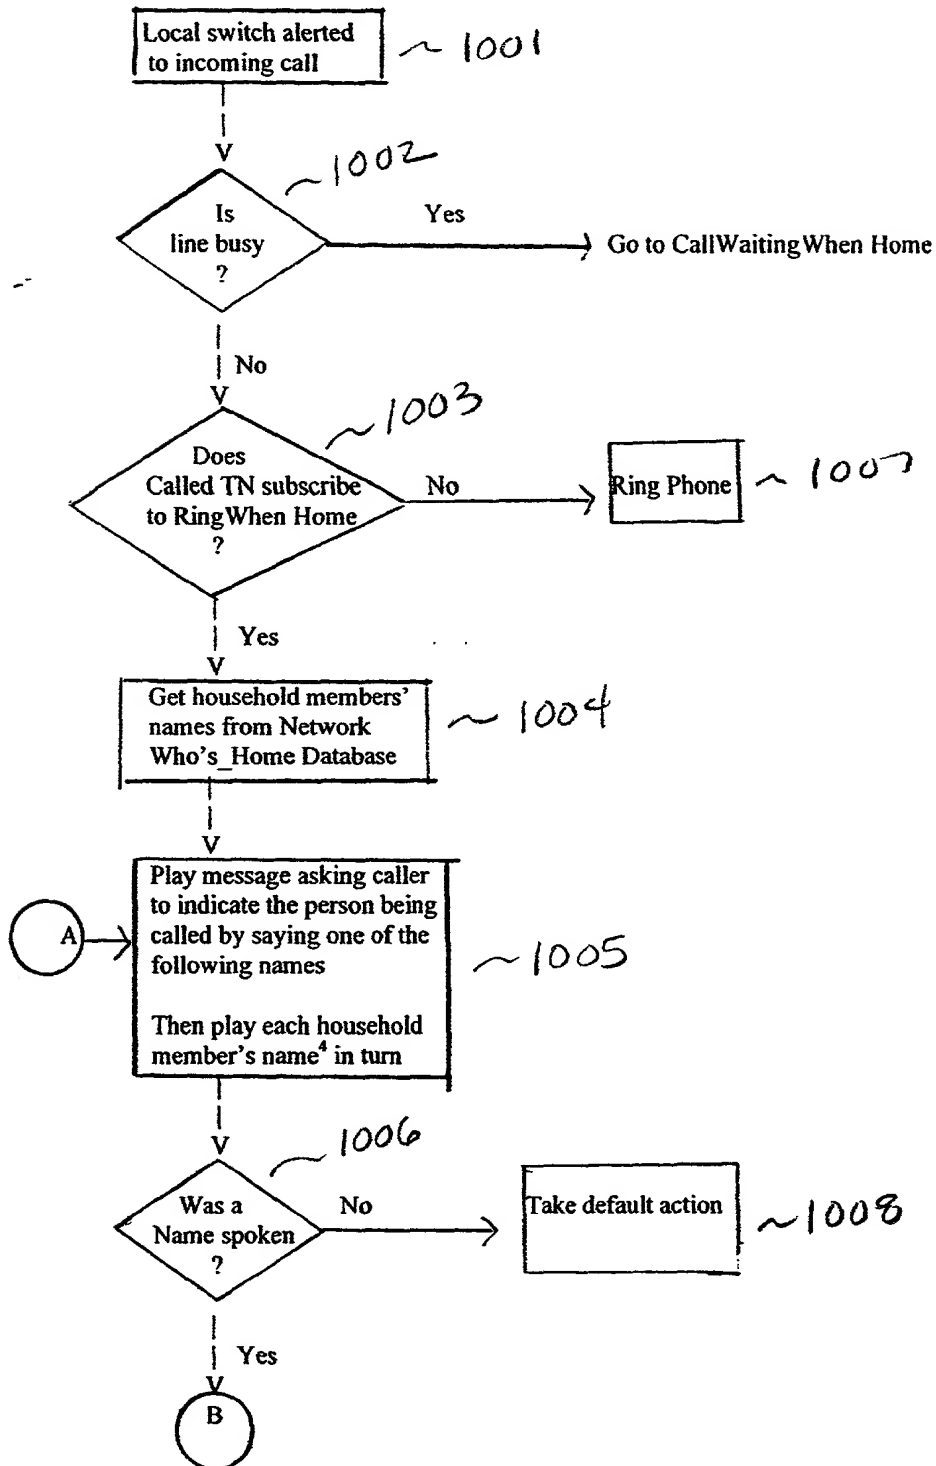 Local switch alerted
to incoming call
1001
1002
Is
line busy
?
Yes
Go to CallWaitingWhen Home
No
1003
Does
Called TN subscribe
to RingWhen Home
?
No
Ring Phone
1007
Yes
Get household members'
names from Network
Who's_Home Database
1004
A
Play message asking caller
to indicate the person being
called by saying one of the
following names
Then play each household
member's name⁴ in turn
1005
1006
Was a
Name spoken
?
No
Take default action
1008
Yes
B